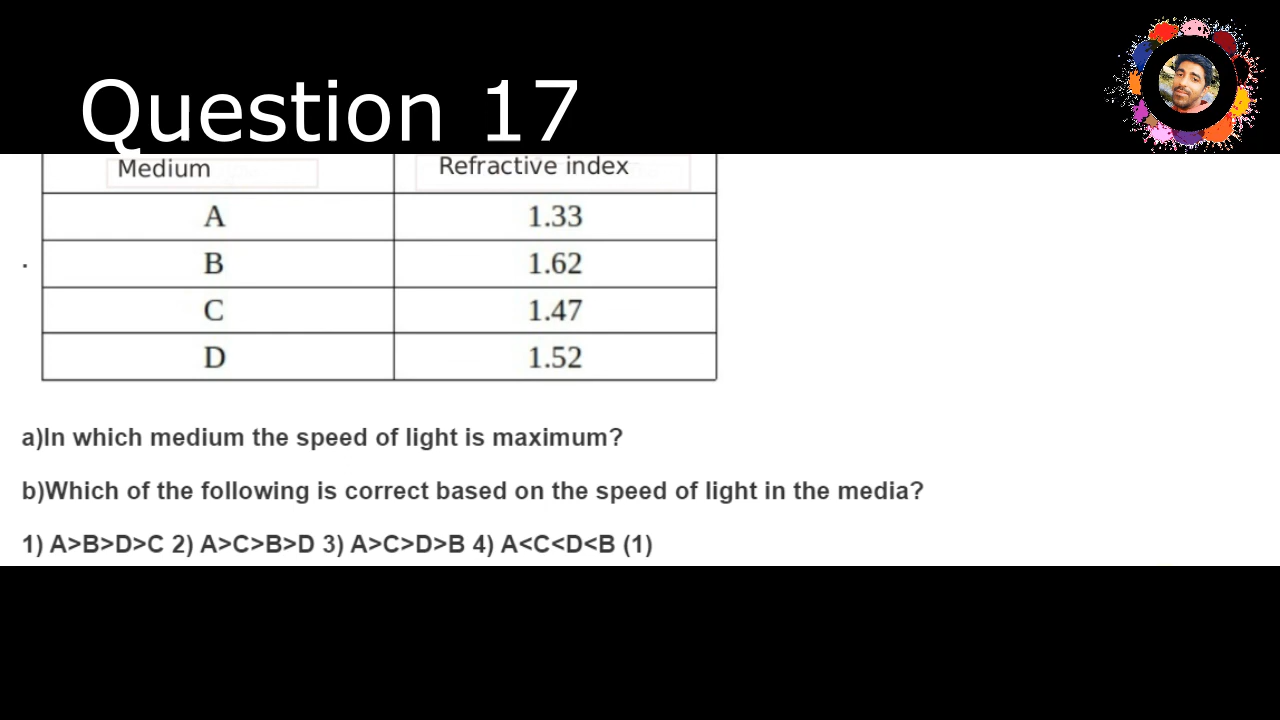 Question 17
Medium Refractive index
A 1.33
B 1.62
C 1.47
D 1.52
.
a)In which medium the speed of light is maximum?
b)Which of the following is correct based on the speed of light in the media?
1) A>B>D>C 2) A>C>B>D 3) A>C>D>B 4) A<C<D<B (1)